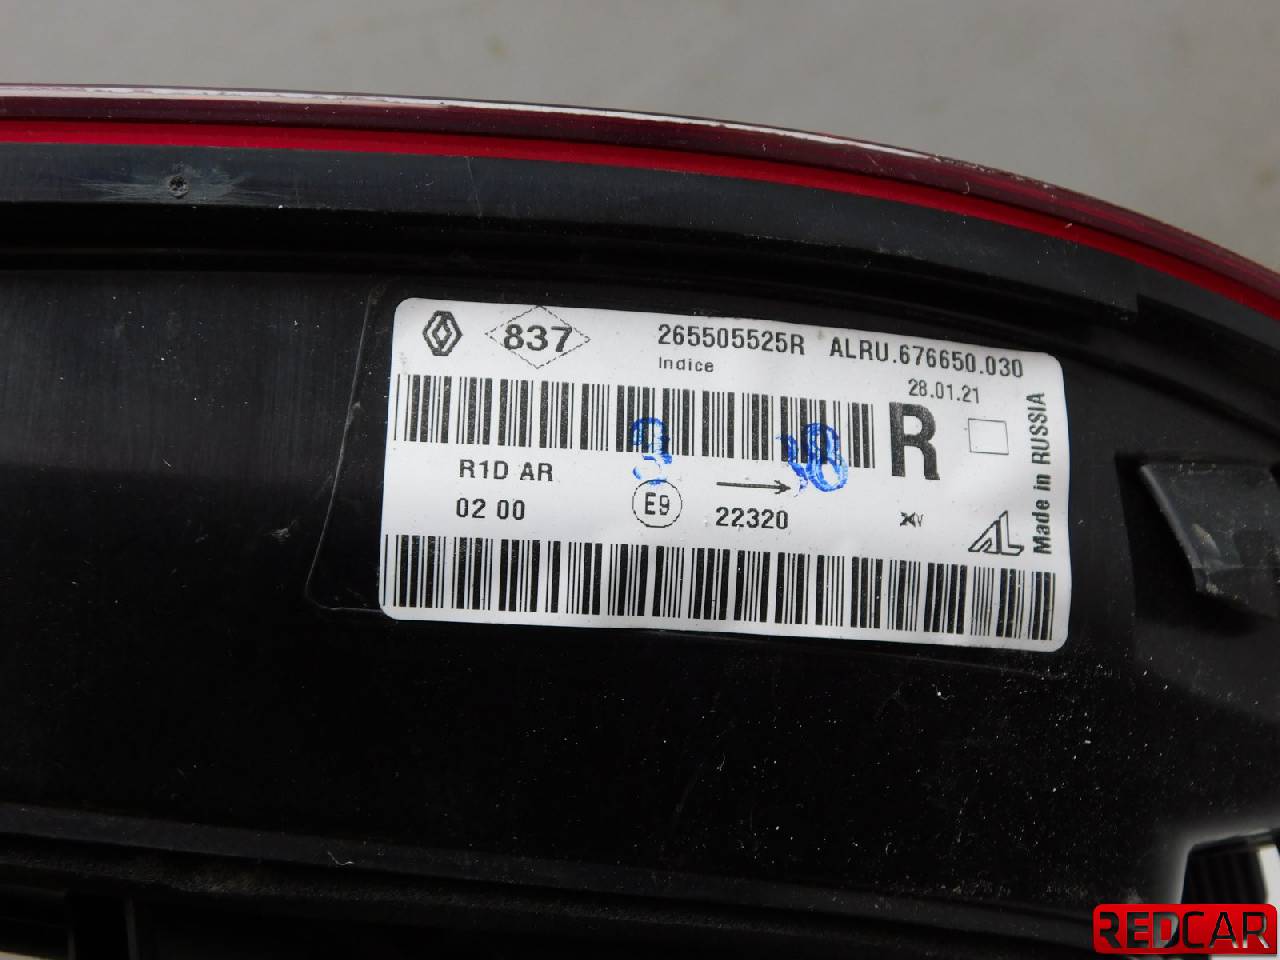 837 265505525R ALRU.676650.030
Indice
28.01.21
R
Made in RUSSIA
R1D AR
02 00
E9
22320
AL
REDCAR